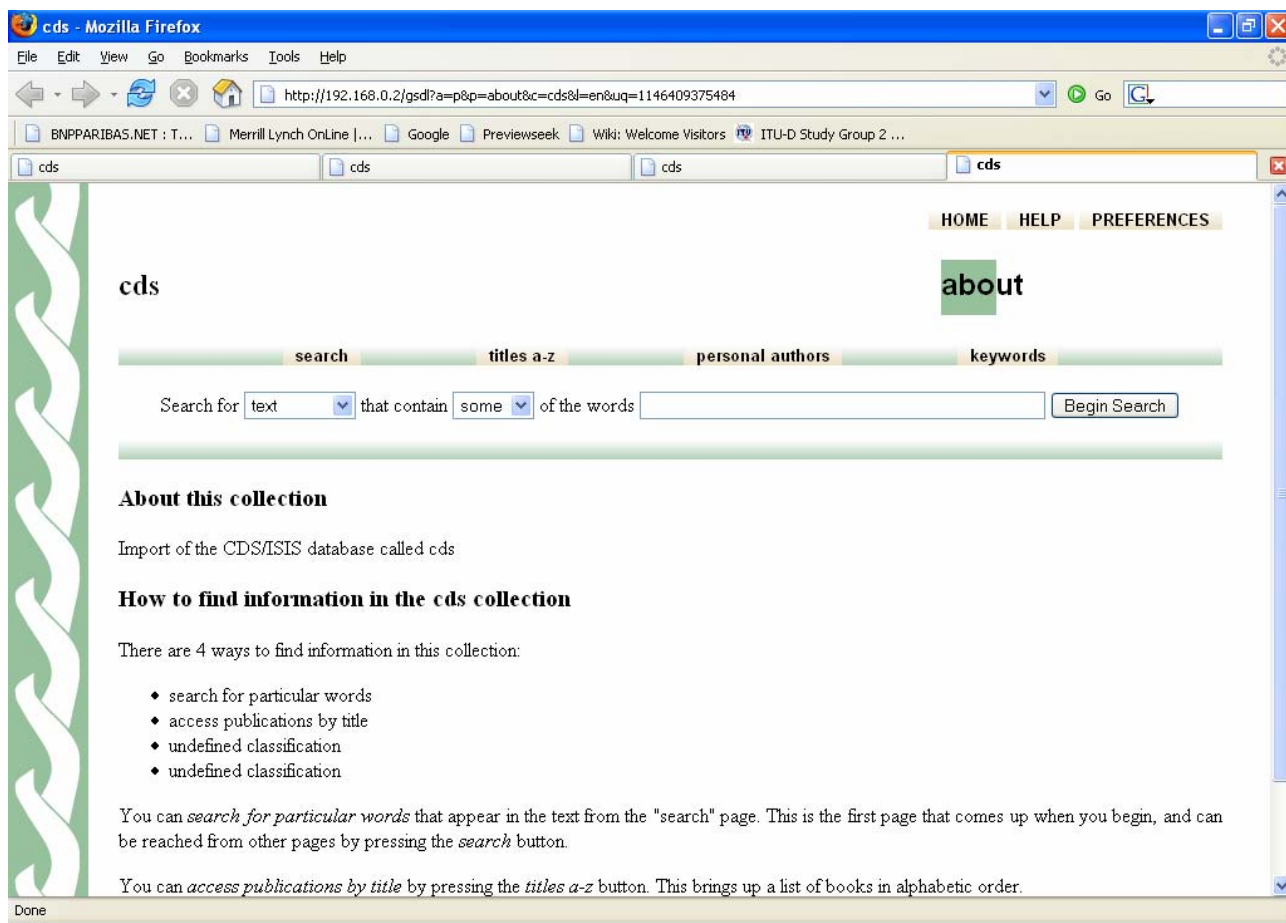 cds - Mozilla Firefox
File Edit View Go Bookmarks Tools Help
http://192.168.0.2/gsdl?a=p&p=about&c=cds&l=en&uq=1146409375484 Go G
BNPPARIBAS.NET : T... Merrill Lynch OnLine |... Google Previewseek Wiki: Welcome Visitors ITU-D Study Group 2 ...
cds cds cds cds
HOME HELP PREFERENCES
cds about
search titles a-z personal authors keywords
Search for text that contain some of the words Begin Search
About this collection
Import of the CDS/ISIS database called cds
How to find information in the cds collection
There are 4 ways to find information in this collection:
• search for particular words
• access publications by title
• undefined classification
• undefined classification
You can search for particular words that appear in the text from the "search" page. This is the first page that comes up when you begin, and can
be reached from other pages by pressing the search button.
You can access publications by title by pressing the titles a-z button. This brings up a list of books in alphabetic order.
Done